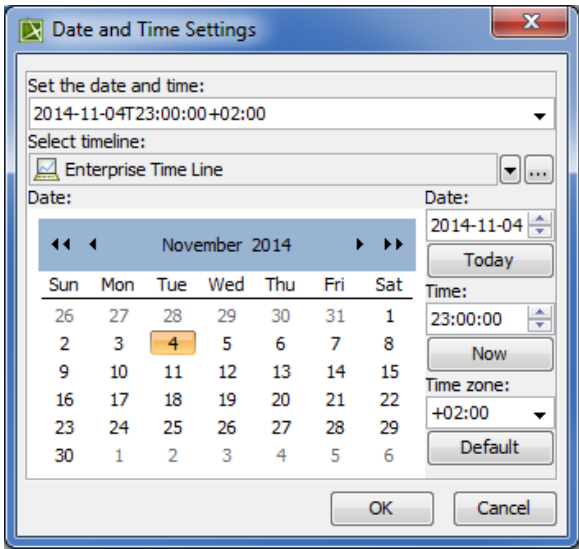 Date and Time Settings
Set the date and time:
2014-11-04T23:00:00+02:00
Select timeline:
Enterprise Time Line
...
Date:
November 2014
Sun Mon Tue Wed Thu Fri Sat
26 27 28 29 30 31 1
2 3 4 5 6 7 8
9 10 11 12 13 14 15
16 17 18 19 20 21 22
23 24 25 26 27 28 29
30 1 2 3 4 5 6
Date:
2014-11-04
Today
Time:
23:00:00
Now
Time zone:
+02:00
Default
OK Cancel